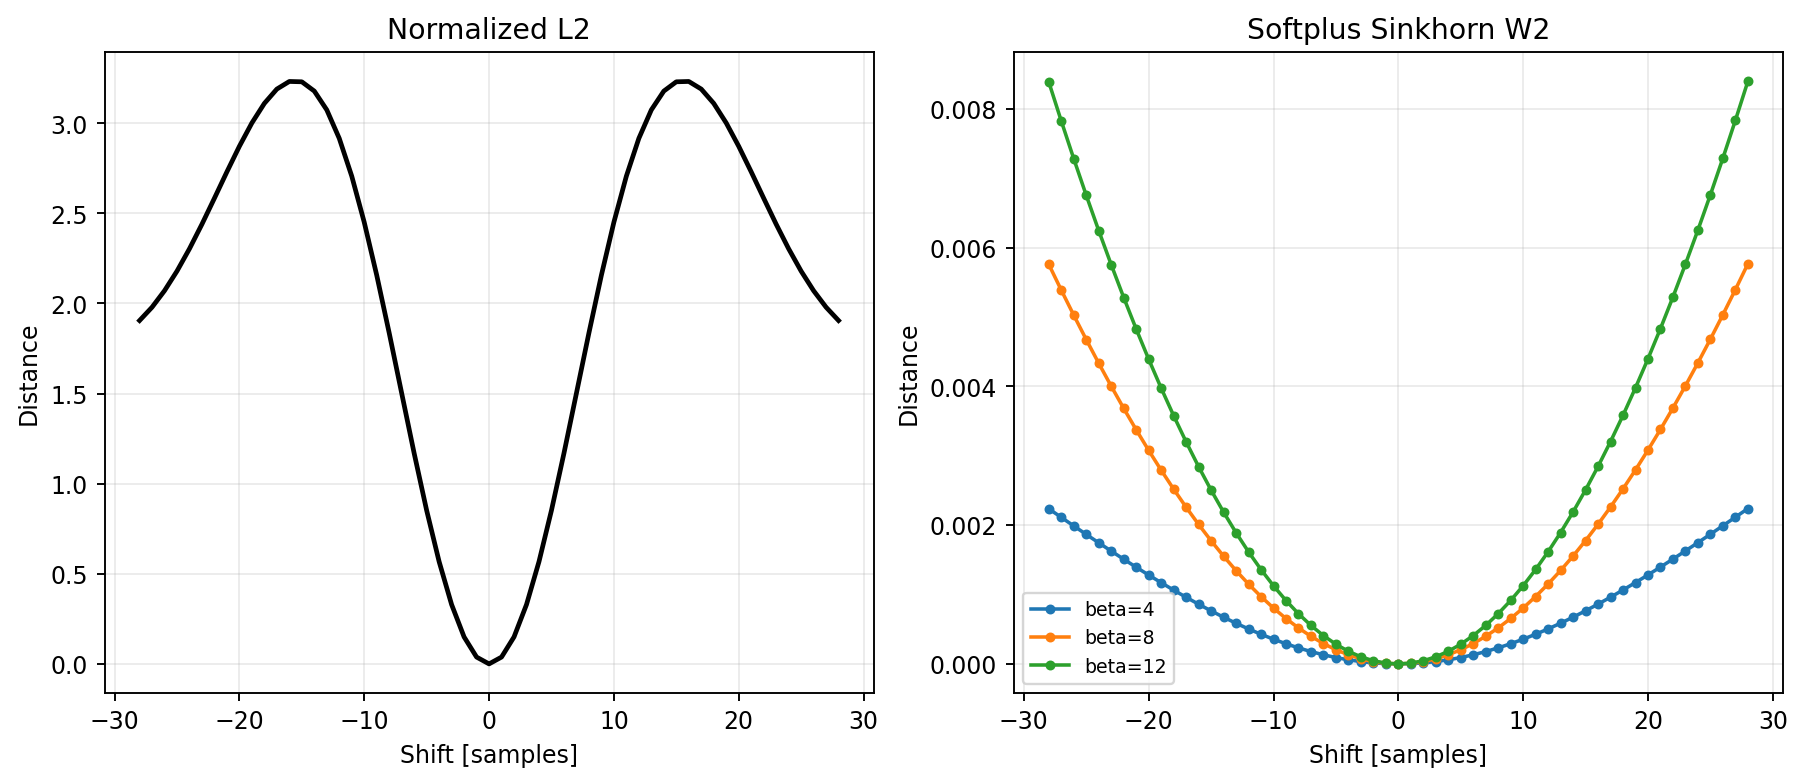 Normalized L2
3.0
2.5
2.0
1.5
1.0
0.5
0.0
Distance
−30
−20
−10
0
10
20
30
Shift [samples]
Softplus Sinkhorn W2
0.008
0.006
0.004
0.002
0.000
Distance
beta=4
beta=8
beta=12
−30
−20
−10
0
10
20
30
Shift [samples]